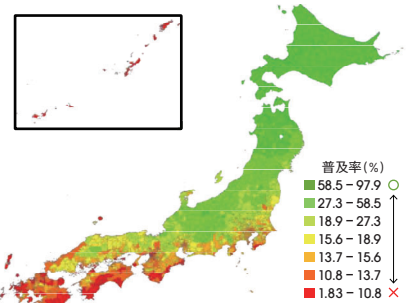 普及率(%)
58.5 – 97.9 ○
27.3 – 58.5
18.9 – 27.3
15.6 – 18.9
13.7 – 15.6
10.8 – 13.7
1.83 – 10.8 ×